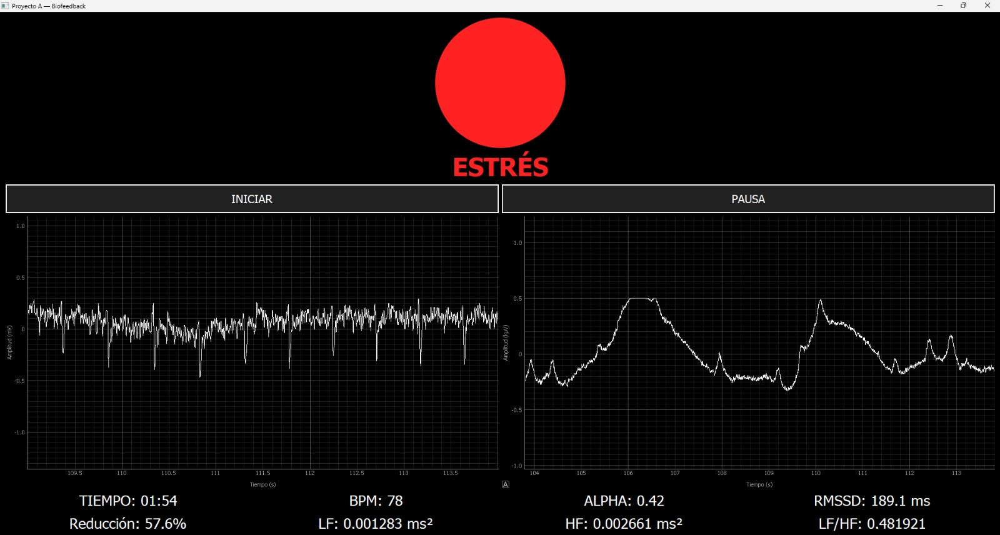 Proyecto A — Biofeedback
ESTRÉS
INICIAR
PAUSA
1.0
0.5
0
-0.5
-1.0
Amplitud (mV)
109.5 110 110.5 111 111.5 112 112.5 113 113.5
Tiempo (s)
1.0
0.5
0
-0.5
-1.0
Amplitud (kµV)
104 105 106 107 108 109 110 111 112 113
Tiempo (s)
A
TIEMPO: 01:54
BPM: 78
ALPHA: 0.42
RMSSD: 189.1 ms
Reducción: 57.6%
LF: 0.001283 ms²
HF: 0.002661 ms²
LF/HF: 0.481921